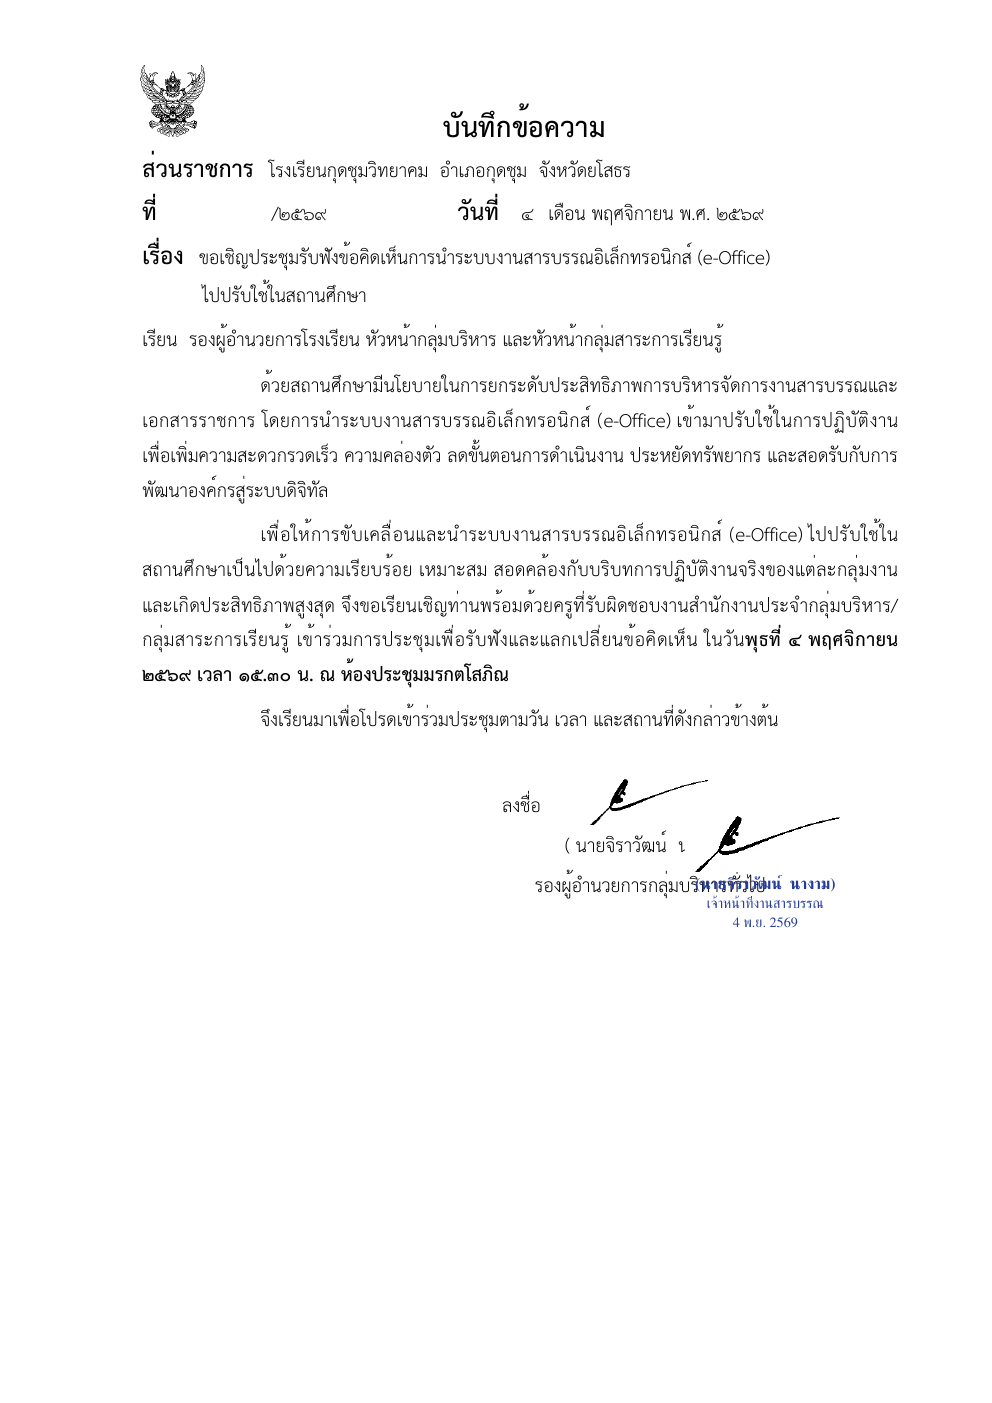 บันทึกข้อความ
ส่วนราชการ โรงเรียนกุดชุมวิทยาคม อำเภอกุดชุม จังหวัดยโสธร
ที่ /๒๕๖๙ วันที่ ๔ เดือน พฤศจิกายน พ.ศ. ๒๕๖๙
เรื่อง ขอเชิญประชุมรับฟังข้อคิดเห็นการนำระบบงานสารบรรณอิเล็กทรอนิกส์ (e-Office)
ไปปรับใช้ในสถานศึกษา
เรียน รองผู้อำนวยการโรงเรียน หัวหน้ากลุ่มบริหาร และหัวหน้ากลุ่มสาระการเรียนรู้
ด้วยสถานศึกษามีนโยบายในการยกระดับประสิทธิภาพการบริหารจัดการงานสารบรรณและ
เอกสารราชการ โดยการนำระบบงานสารบรรณอิเล็กทรอนิกส์ (e-Office) เข้ามาปรับใช้ในการปฏิบัติงาน
เพื่อเพิ่มความสะดวกรวดเร็ว ความคล่องตัว ลดขั้นตอนการดำเนินงาน ประหยัดทรัพยากร และสอดรับกับการ
พัฒนาองค์กรสู่ระบบดิจิทัล
เพื่อให้การขับเคลื่อนและนำระบบงานสารบรรณอิเล็กทรอนิกส์ (e-Office) ไปปรับใช้ใน
สถานศึกษาเป็นไปด้วยความเรียบร้อย เหมาะสม สอดคล้องกับบริบทการปฏิบัติงานจริงของแต่ละกลุ่มงาน
และเกิดประสิทธิภาพสูงสุด จึงขอเรียนเชิญท่านพร้อมด้วยครูที่รับผิดชอบงานสำนักงานประจำกลุ่มบริหาร/
กลุ่มสาระการเรียนรู้ เข้าร่วมการประชุมเพื่อรับฟังและแลกเปลี่ยนข้อคิดเห็น ในวันพุธที่ ๔ พฤศจิกายน
๒๕๖๙ เวลา ๑๕.๓๐ น. ณ ห้องประชุมมรกตโสภิณ
จึงเรียนมาเพื่อโปรดเข้าร่วมประชุมตามวัน เวลา และสถานที่ดังกล่าวข้างต้น
ลงชื่อ
( นายจิราวัฒน์
รองผู้อำนวยการกลุ่มบริหารทั่วไป
(นายจิราวัฒน์ นางาม)
เจ้าหน้าที่งานสารบรรณ
4 พ.ย. 2569